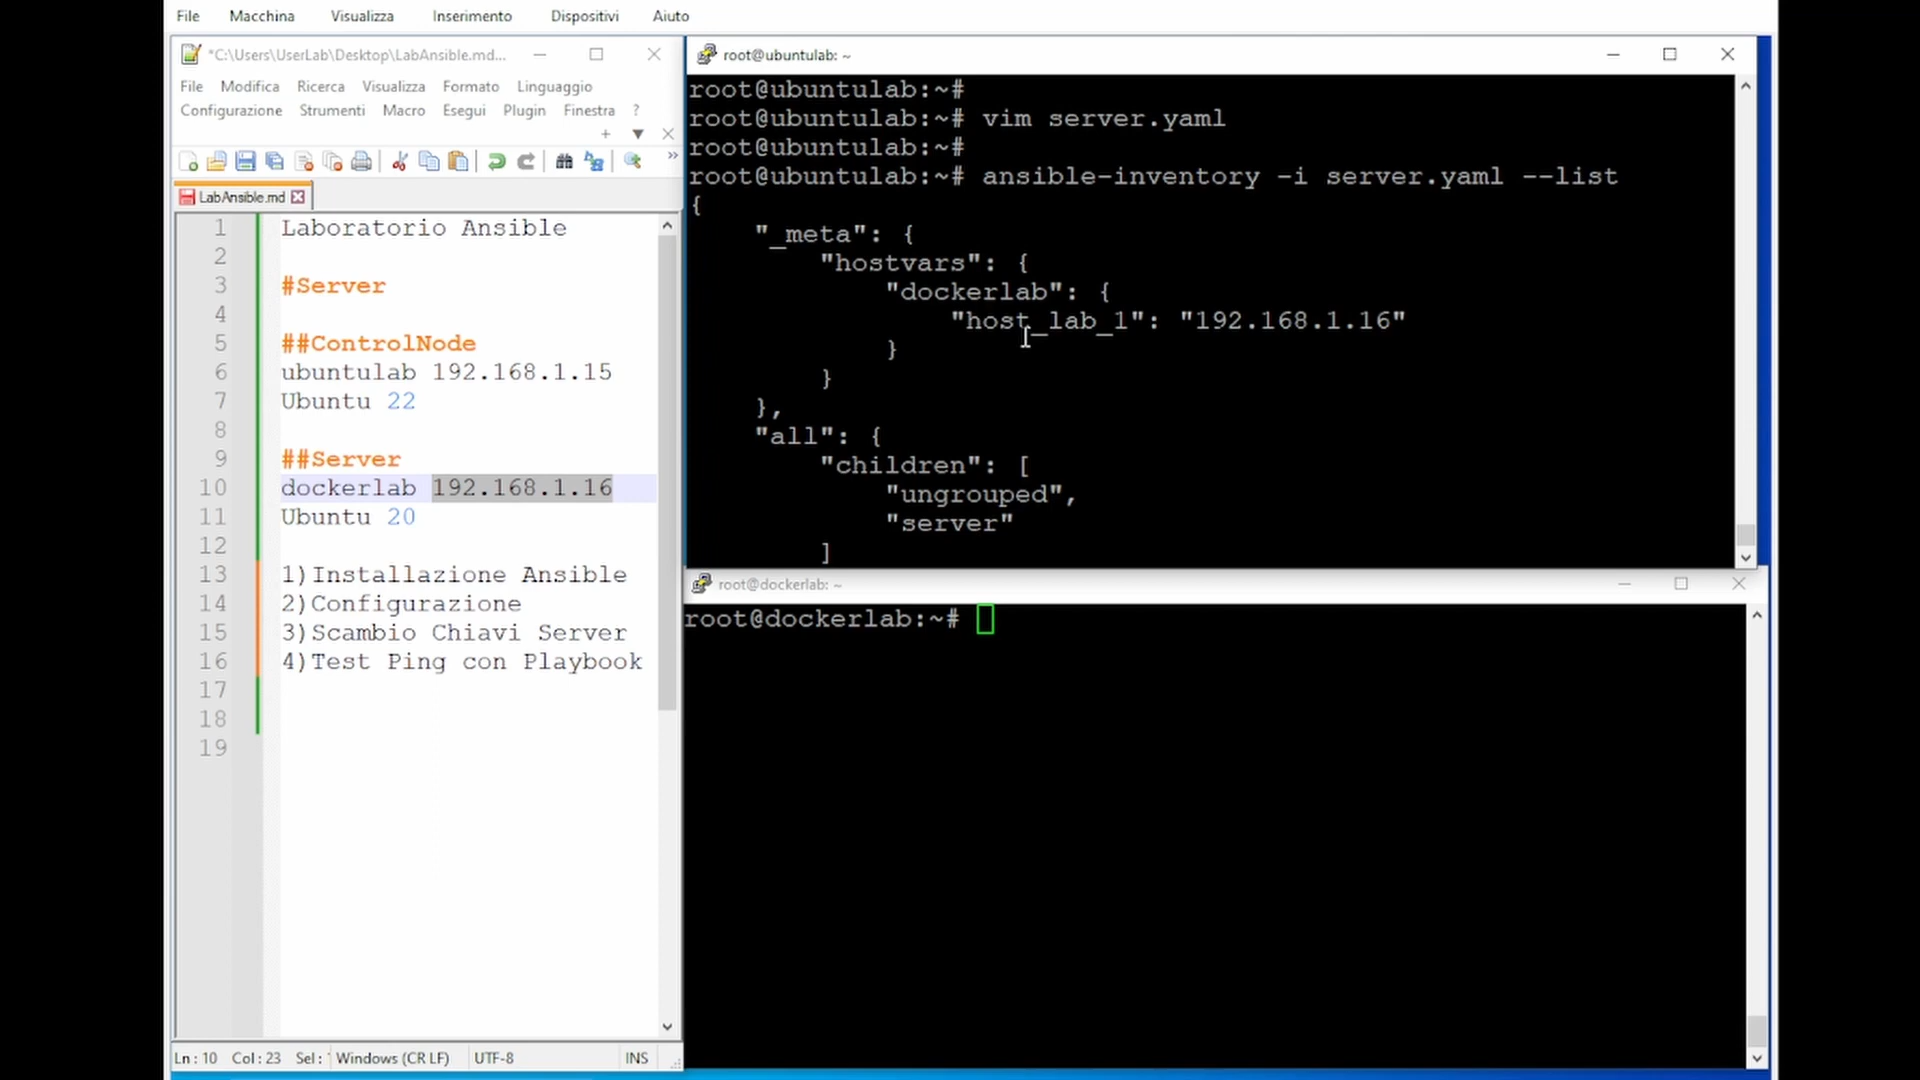 File Macchina Visualizza Inserimento Dispositivi Aiuto
*C:\Users\UserLab\Desktop\LabAnsible.md...
File Modifica Ricerca Visualizza Formato Linguaggio
Configurazione Strumenti Macro Esegui Plugin Finestra ?
LabAnsible.md
1 Laboratorio Ansible
2
3 #Server
4
5 ##ControlNode
6 ubuntulab 192.168.1.15
7 Ubuntu 22
8
9 ##Server
10 dockerlab 192.168.1.16
11 Ubuntu 20
12
13 1)Installazione Ansible
14 2)Configurazione
15 3)Scambio Chiavi Server
16 4)Test Ping con Playbook
17
18
19
Ln : 10 Col : 23 Sel : Windows (CR LF) UTF-8 INS
root@ubuntulab: ~
root@ubuntulab:~#
root@ubuntulab:~# vim server.yaml
root@ubuntulab:~#
root@ubuntulab:~# ansible-inventory -i server.yaml --list
{
    "_meta": {
        "hostvars": {
            "dockerlab": {
                "host_lab_1": "192.168.1.16"
            }
        }
    },
    "all": {
        "children": [
            "ungrouped",
            "server"
        ]
root@dockerlab: ~
root@dockerlab:~#